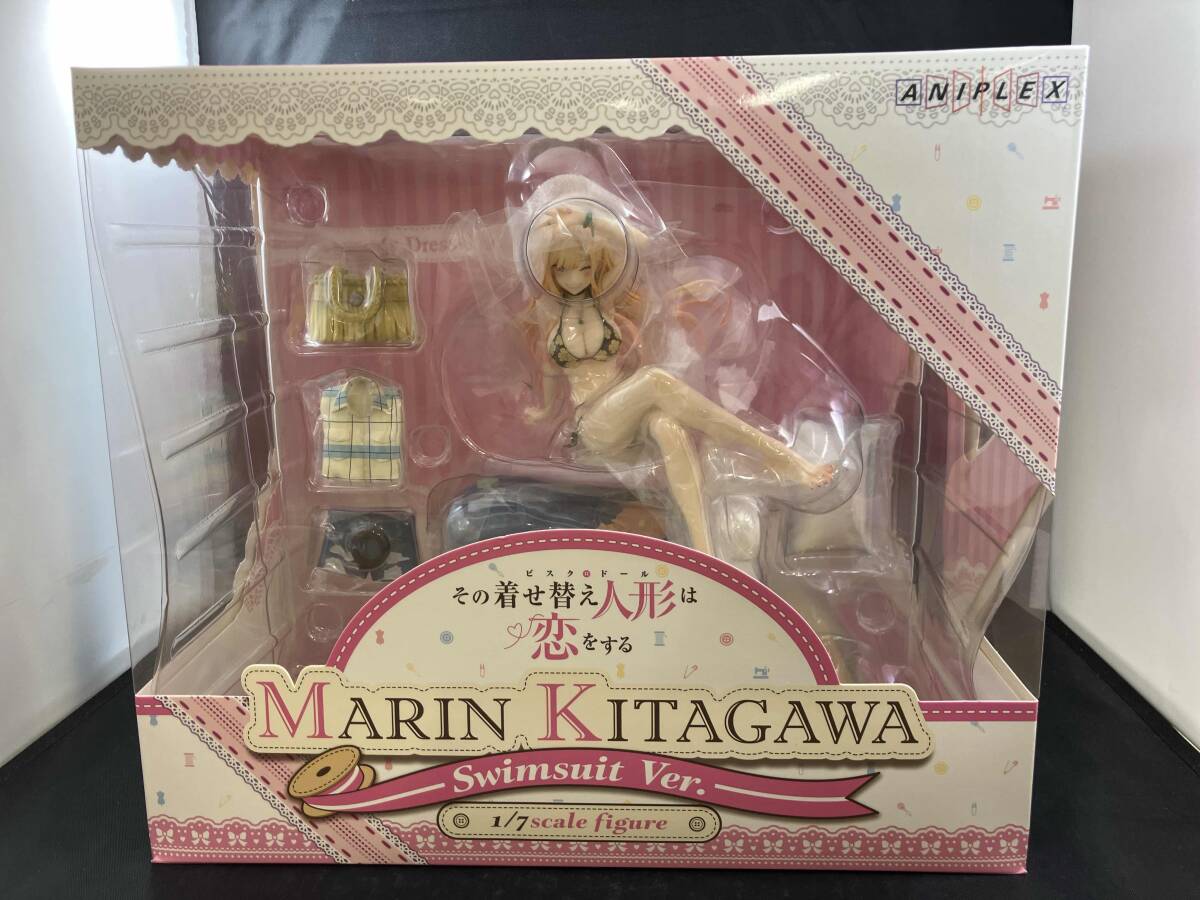 ANIPLEX
Dress
ビスク・ドール
その着せ替え人形は
恋をする
MARIN KITAGAWA
Swimsuit Ver.
1/7 scale figure